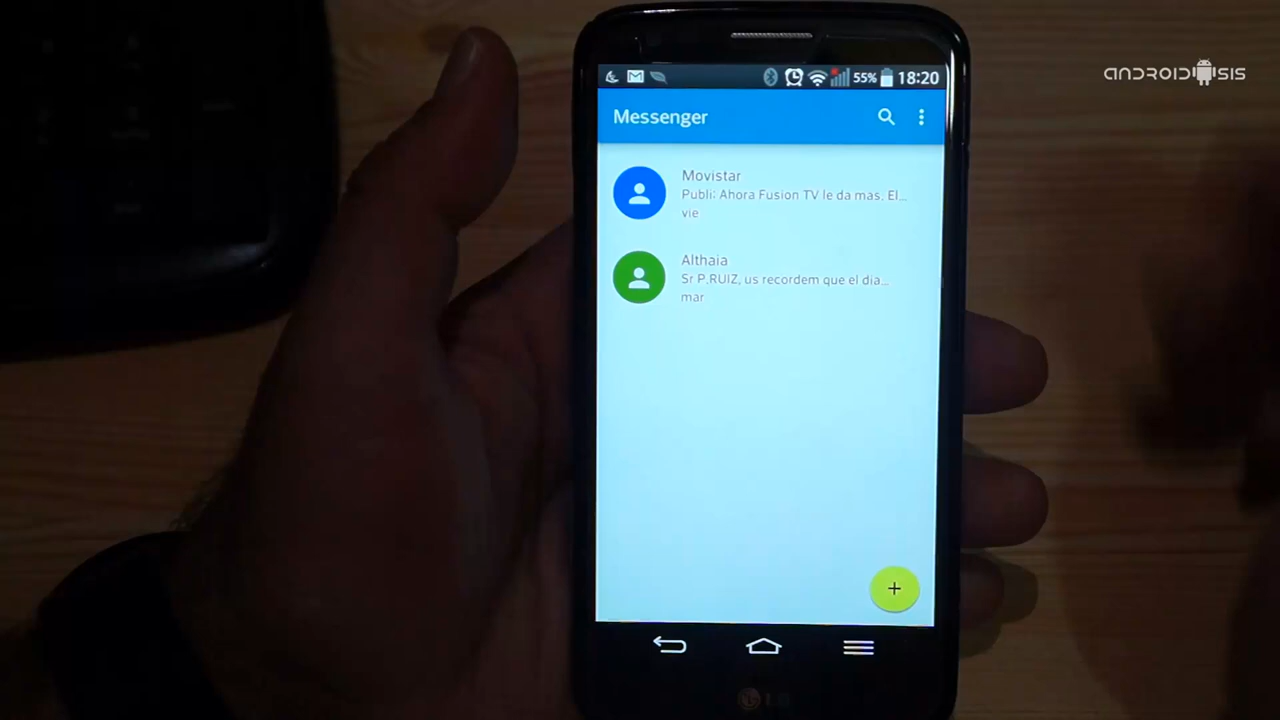 ANDROIDSIS
55% 18:20
Messenger
Movistar
Publi: Ahora Fusion TV le da mas. El...
vie
Althaia
Sr P.RUIZ, us recordem que el dia...
mar
LG